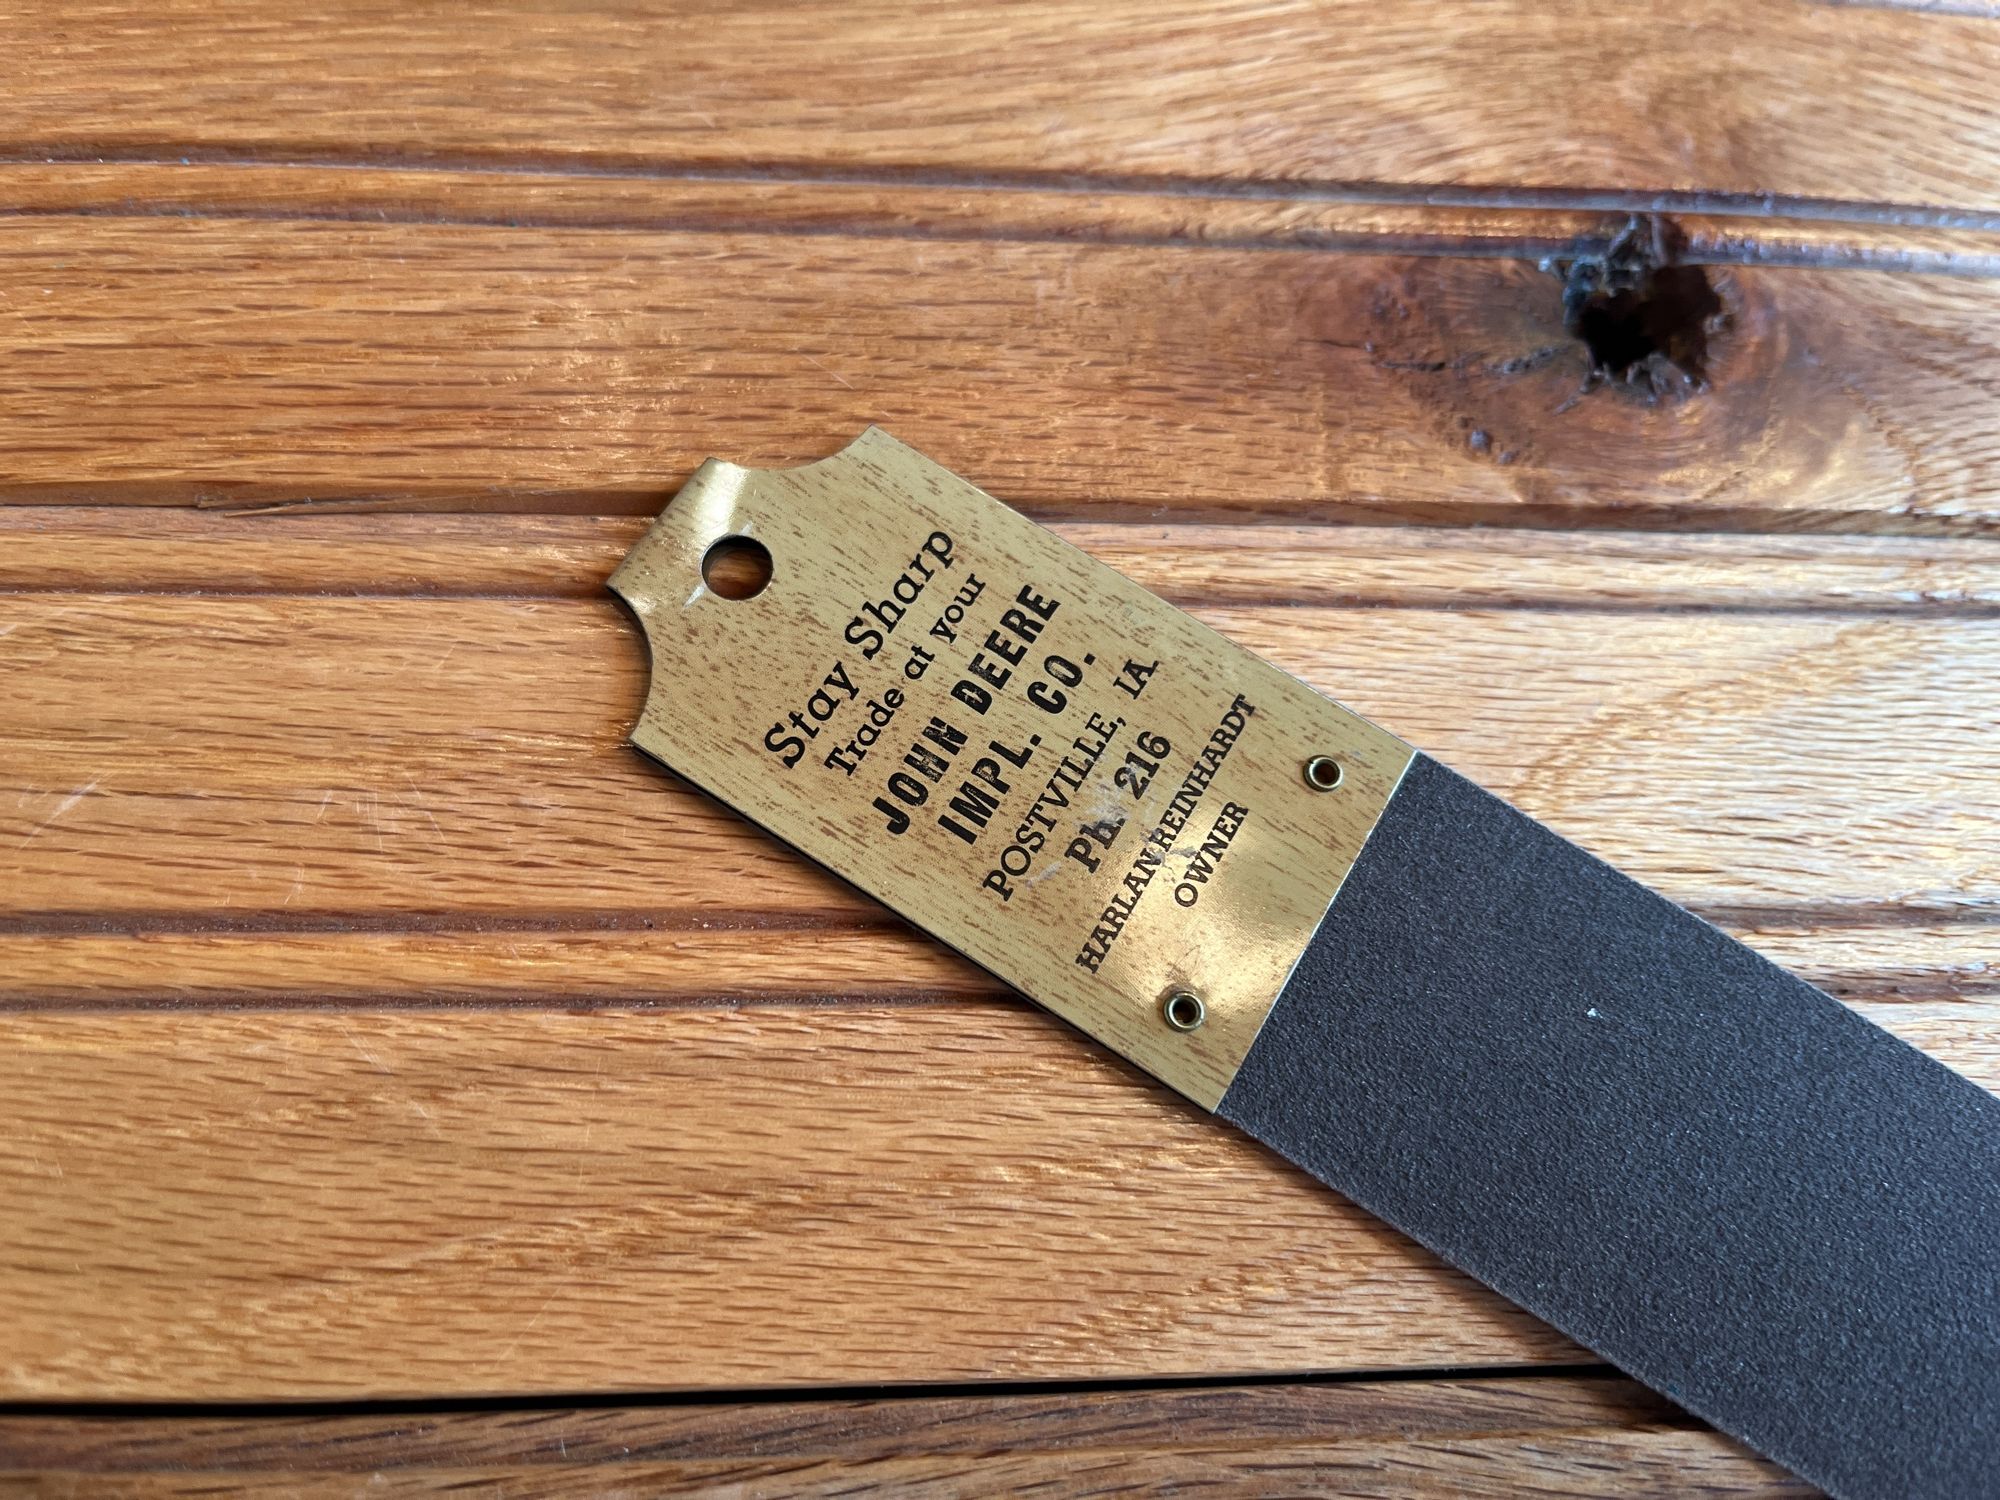 Stay Sharp
Trade at your
JOHN DEERE
IMPL. CO.
POSTVILLE, IA.
Ph. 216
HARLAN REINHARDT
OWNER